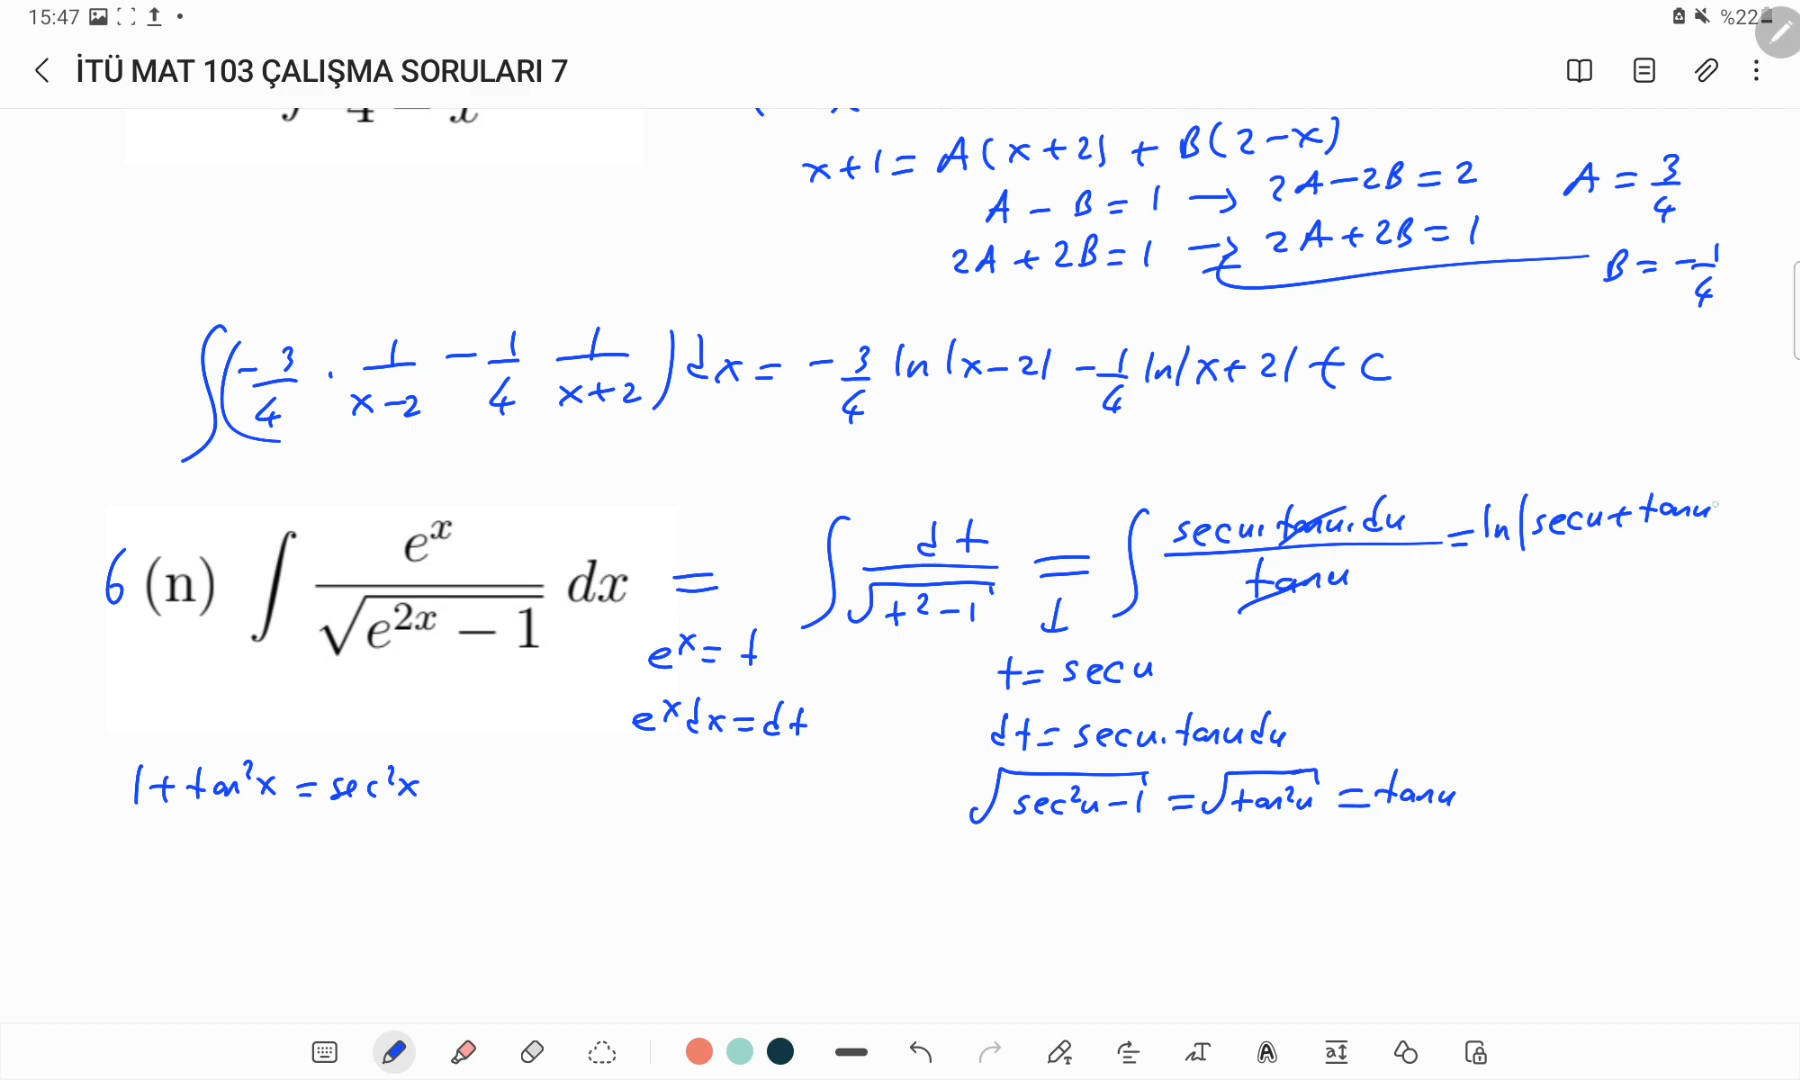 15:47 %22
İTÜ MAT 103 ÇALIŞMA SORULARI 7
x+1 = A(x+2) + B(2-x)
A - B = 1 → 2A - 2B = 2 A = 3/4
2A + 2B = 1 → 2A + 2B = 1 B = -1/4
∫(-3/4 · 1/(x-2) - 1/4 1/(x+2)) dx = -3/4 ln|x-2| - 1/4 ln|x+2| + C
6 (n) ∫ e^x/√(e^{2x} − 1) dx = ∫ dt/√(t²-1) = ∫ secu.tanu.du/tanu = ln|secu+tanu
e^x = t
e^x dx = dt
t = sec u
dt = secu.tanu du
1+tan²x = sec²x
√(sec²u-1) = √(tan²u) = tanu